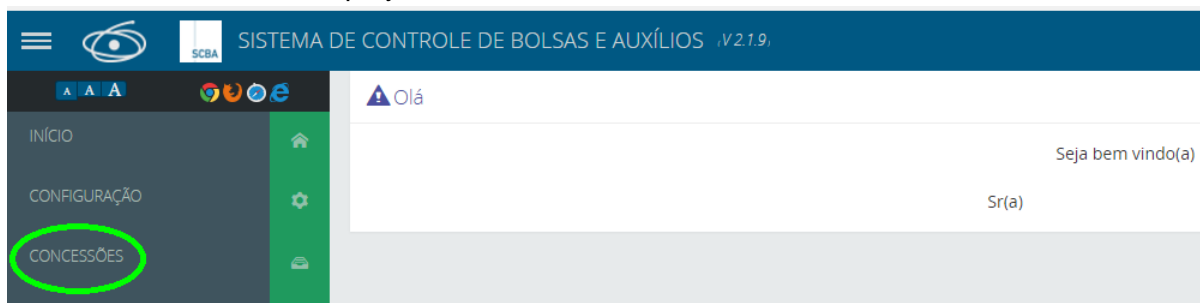 SCBA SISTEMA DE CONTROLE DE BOLSAS E AUXÍLIOS (V 2.1.9)
A A A
Olá
INÍCIO
Seja bem vindo(a)
CONFIGURAÇÃO
Sr(a)
CONCESSÕES